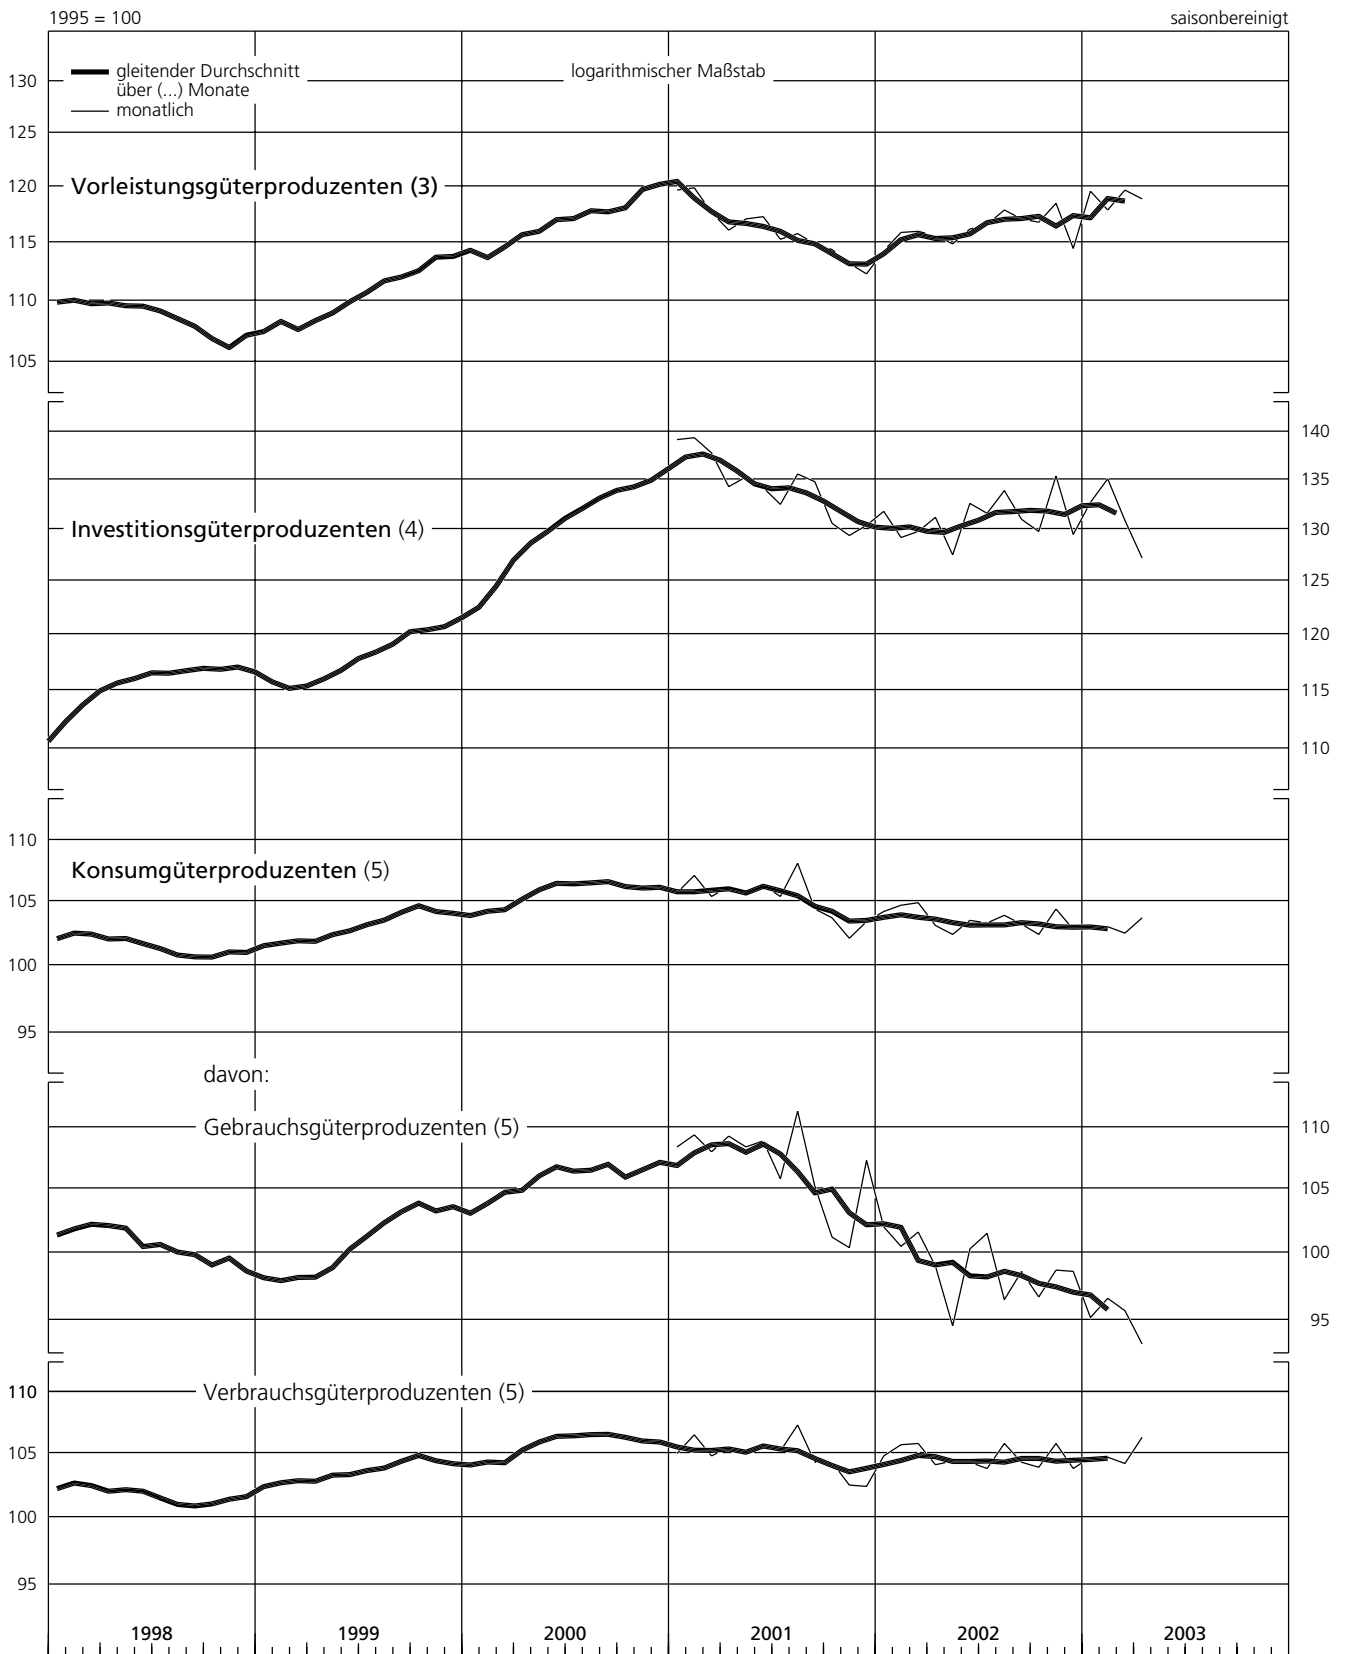 1995 = 100
saisonbereinigt
gleitender Durchschnitt
über (...) Monate
monatlich
logarithmischer Maßstab
130
125
120
115
110
105
Vorleistungsgüterproduzenten (3)
140
135
130
125
120
115
110
Investitionsgüterproduzenten (4)
110
105
100
95
Konsumgüterproduzenten (5)
davon:
Gebrauchsgüterproduzenten (5)
110
105
100
95
Verbrauchsgüterproduzenten (5)
110
105
100
95
1998 1999 2000 2001 2002 2003